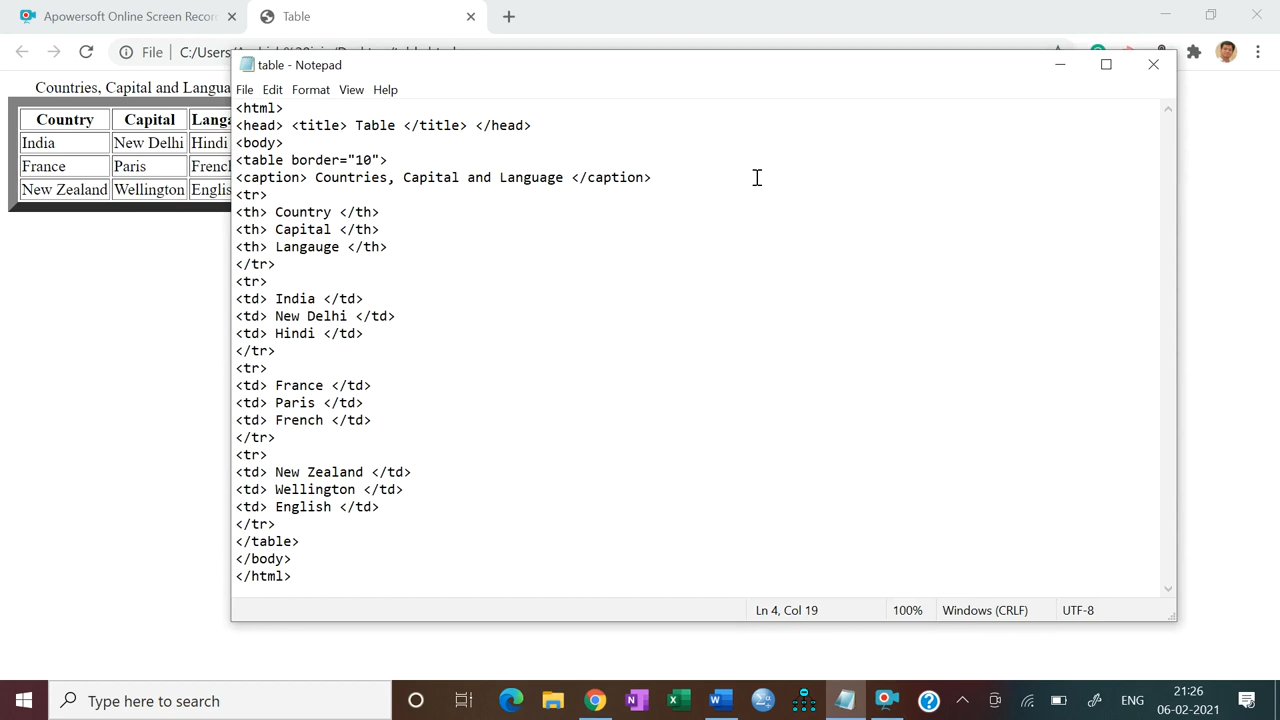 Apowersoft Online Screen Recor
Table
File | C:/Users/
Countries, Capital and Langua
Country Capital Langa
India New Delhi Hindi
France Paris Frenc
New Zealand Wellington Englis
table - Notepad
File Edit Format View Help
<html>
<head> <title> Table </title> </head>
<body>
<table border="10">
<caption> Countries, Capital and Language </caption>
<tr>
<th> Country </th>
<th> Capital </th>
<th> Langauge </th>
</tr>
<tr>
<td> India </td>
<td> New Delhi </td>
<td> Hindi </td>
</tr>
<tr>
<td> France </td>
<td> Paris </td>
<td> French </td>
</tr>
<tr>
<td> New Zealand </td>
<td> Wellington </td>
<td> English </td>
</tr>
</table>
</body>
</html>
Ln 4, Col 19 100% Windows (CRLF) UTF-8
Type here to search
ENG
21:26
06-02-2021